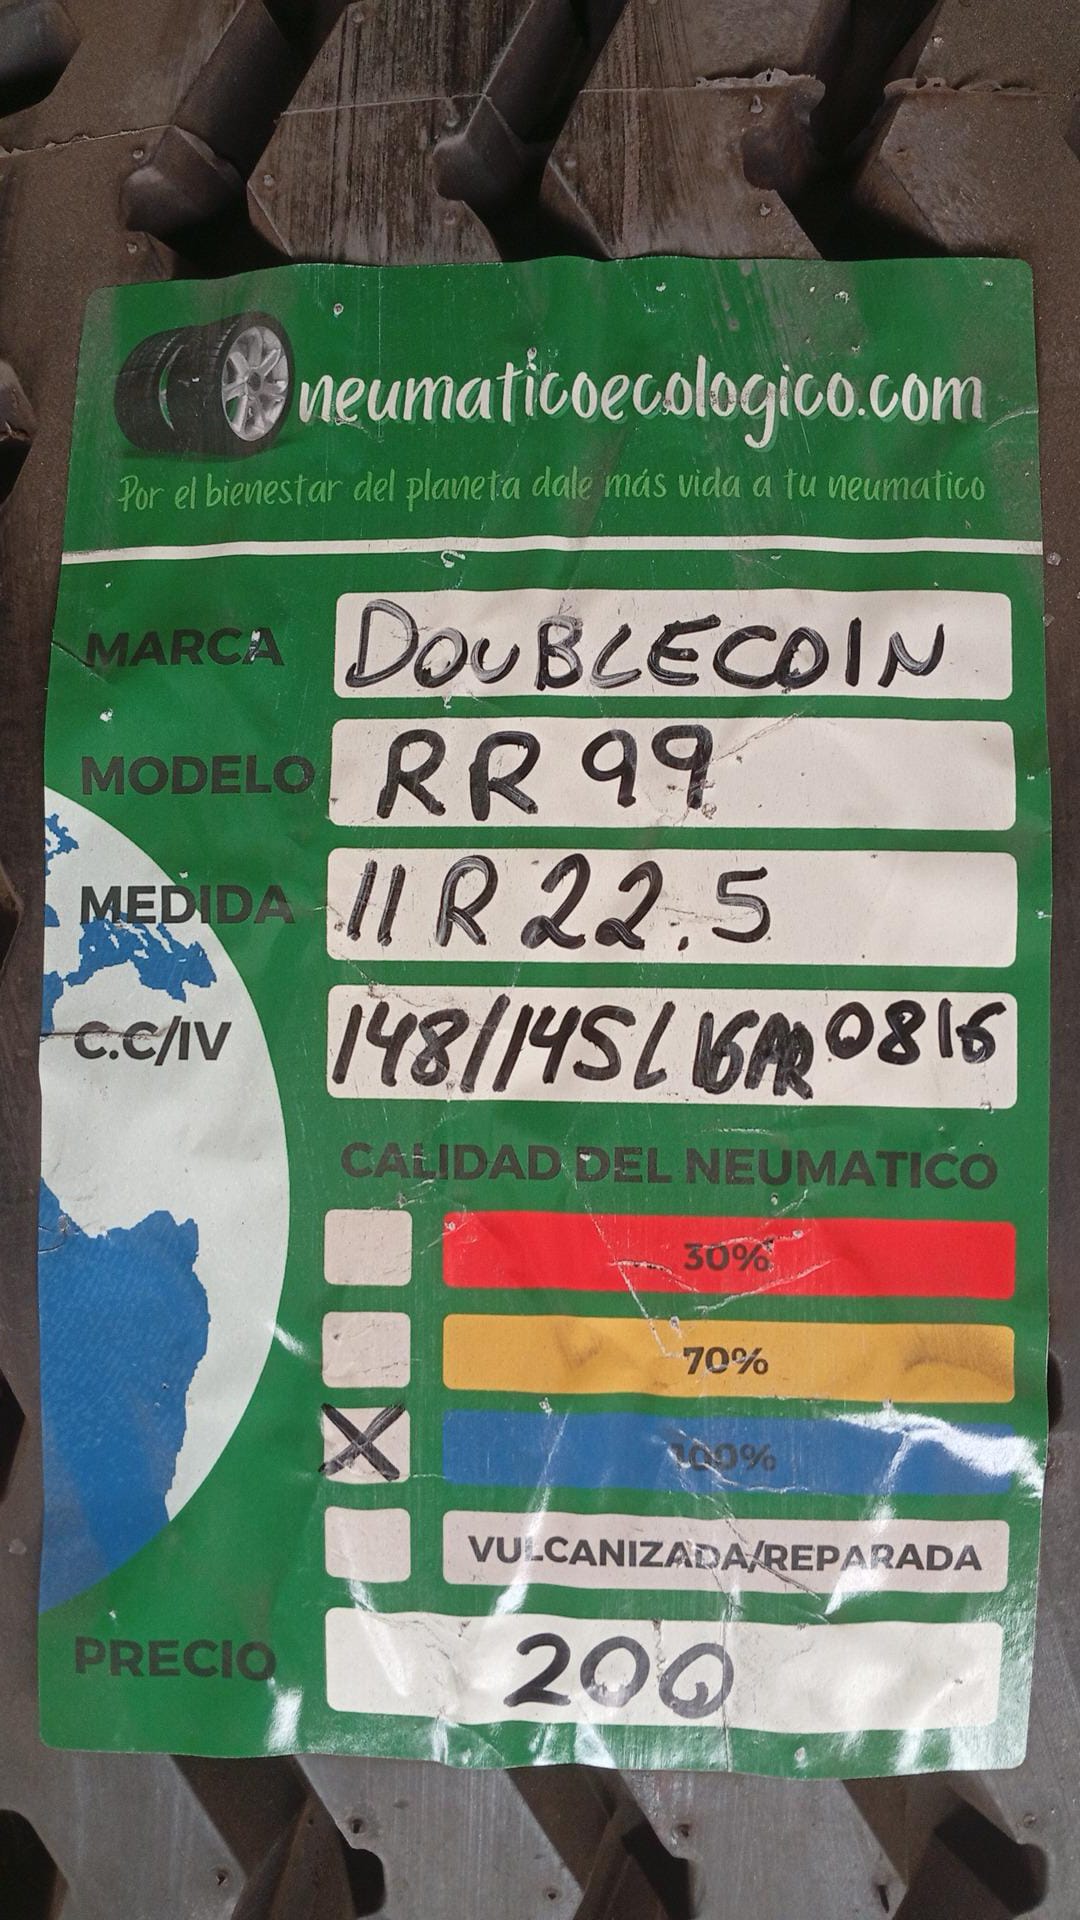 neumaticoecologico.com
Por el bienestar del planeta dale más vida a tu neumatico
MARCA DOUBLECOIN
MODELO RR 99
MEDIDA 11 R 22.5
C.C/IV 148/145L 16PR 0816
CALIDAD DEL NEUMATICO
30%
70%
X 100%
VULCANIZADA/REPARADA
PRECIO 200